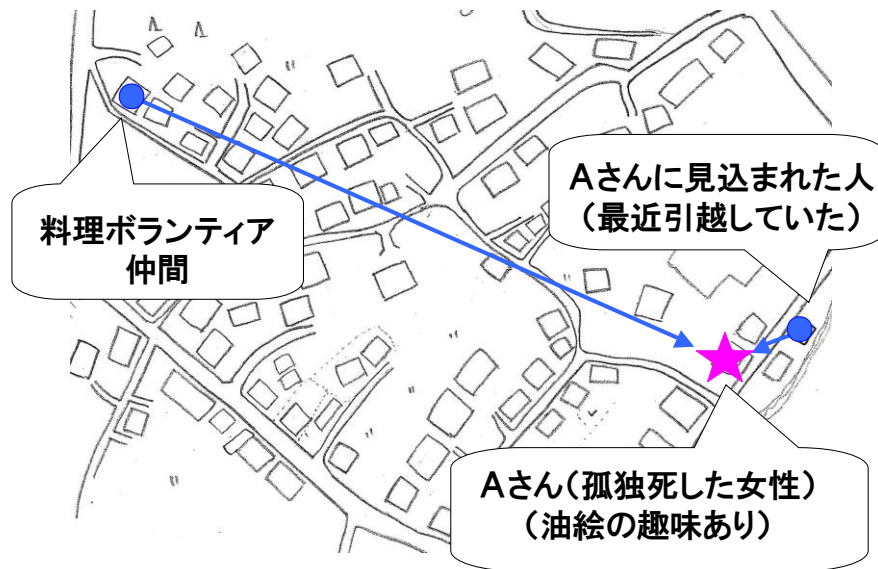 料理ボランティア
仲間
Aさんに見込まれた人
（最近引越していた）
Aさん（孤独死した女性）
（油絵の趣味あり）